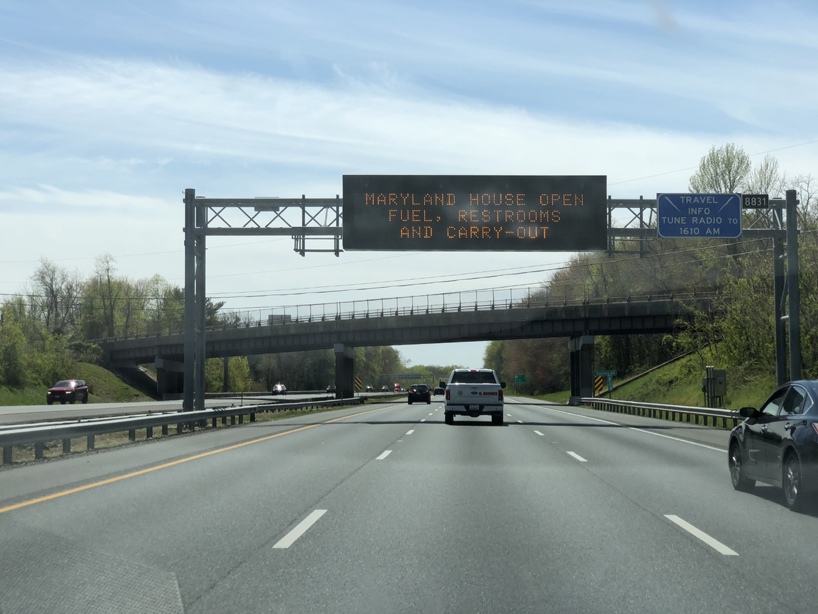 MARYLAND HOUSE OPEN
FUEL, RESTROOMS
AND CARRY-OUT
TRAVEL
INFO
TUNE RADIO TO
1610 AM
8831